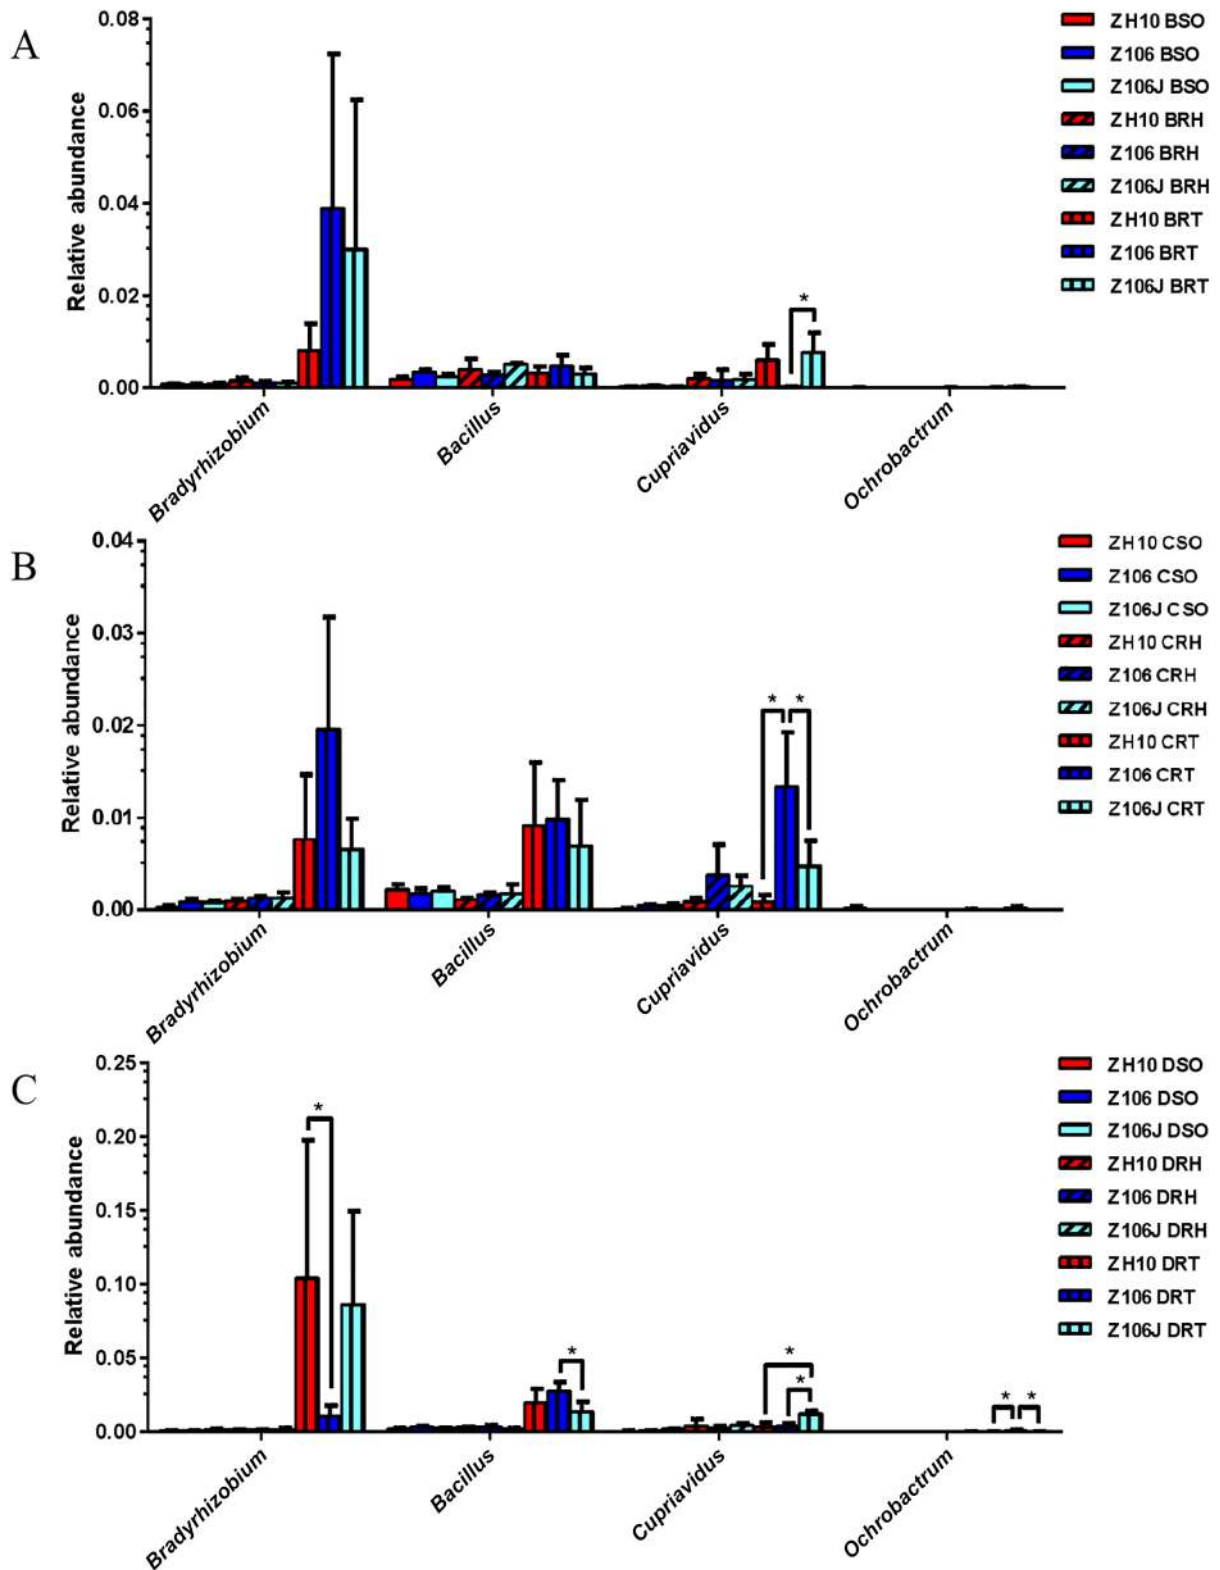 A
Relative abundance
0.08
0.06
0.04
0.02
0.00
*
Bradyrhizobium
Bacillus
Cupriavidus
Ochrobactrum
ZH10 BSO
Z106 BSO
Z106J BSO
ZH10 BRH
Z106 BRH
Z106J BRH
ZH10 BRT
Z106 BRT
Z106J BRT
B
Relative abundance
0.04
0.03
0.02
0.01
0.00
* *
Bradyrhizobium
Bacillus
Cupriavidus
Ochrobactrum
ZH10 CSO
Z106 CSO
Z106J CSO
ZH10 CRH
Z106 CRH
Z106J CRH
ZH10 CRT
Z106 CRT
Z106J CRT
C
Relative abundance
0.25
0.20
0.15
0.10
0.05
0.00
*
*
*
*
* *
Bradyrhizobium
Bacillus
Cupriavidus
Ochrobactrum
ZH10 DSO
Z106 DSO
Z106J DSO
ZH10 DRH
Z106 DRH
Z106J DRH
ZH10 DRT
Z106 DRT
Z106J DRT